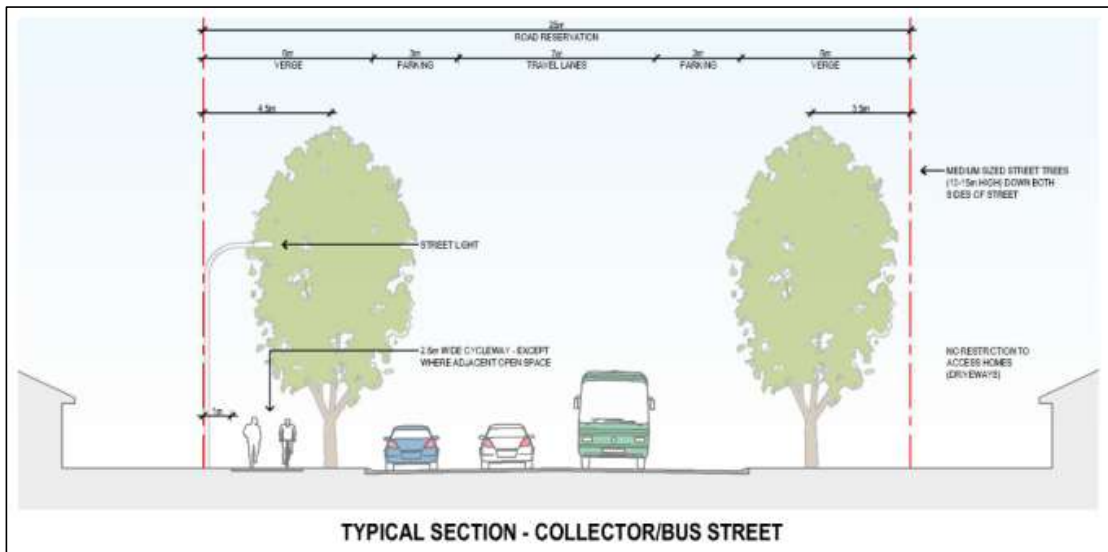 25m
ROAD RESERVATION
6m
VERGE
3m
PARKING
7m
TRAVEL LANES
3m
PARKING
6m
VERGE
4.5m
3.5m
MEDIUM SIZED STREET TREES
HIGH) DOWN BOTH
SIDES OF STREET
STREET LIGHT
2.5m WIDE CYCLEWAY - EXCEPT
WHERE ADJACENT OPEN SPACE
NO RESTRICTION TO
ACCESS HOMES
(DRIVEWAYS)
1m
TYPICAL SECTION - COLLECTOR/BUS STREET